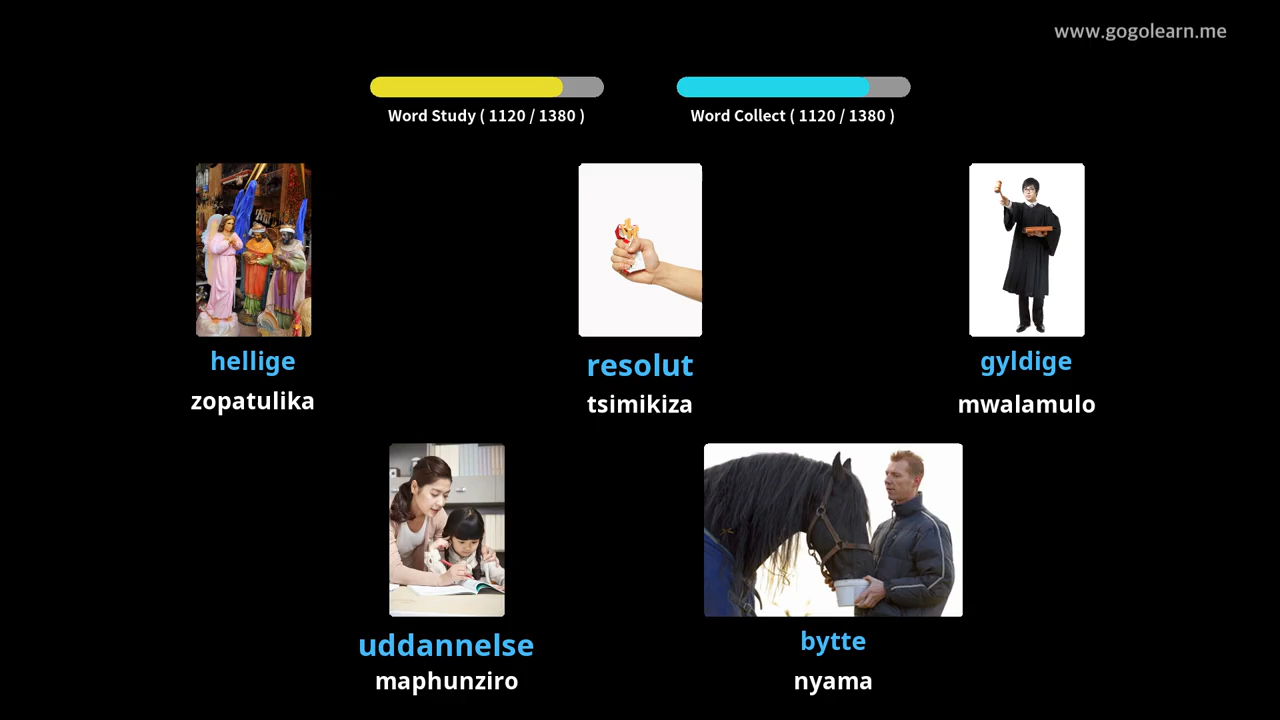 www.gogolearn.me
Word Study ( 1120 / 1380 )
Word Collect ( 1120 / 1380 )
hellige
zopatulika
resolut
tsimikiza
gyldige
mwalamulo
uddannelse
maphunziro
bytte
nyama